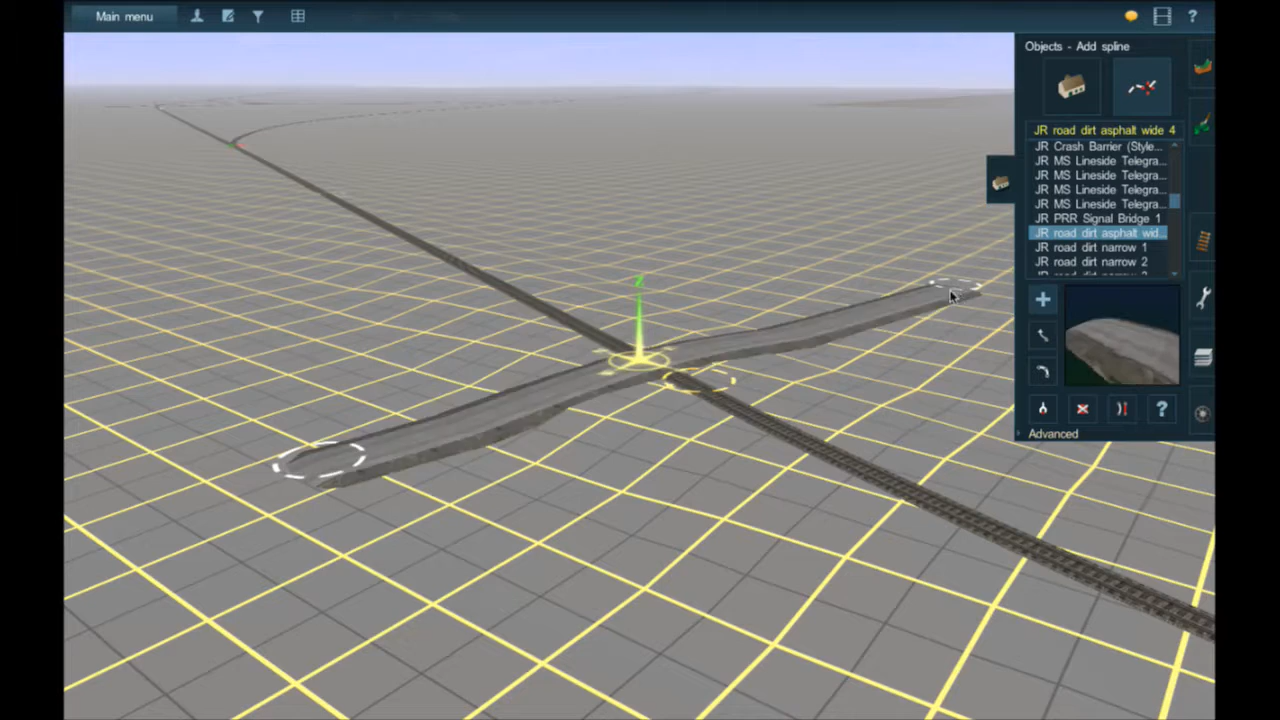 Main menu
?
Objects - Add spline
JR road dirt asphalt wide 4
JR Crash Barrier (Style...
JR MS Lineside Telegra...
JR MS Lineside Telegra...
JR MS Lineside Telegra...
JR MS Lineside Telegra...
JR PRR Signal Bridge 1
JR road dirt asphalt wid...
JR road dirt narrow 1
JR road dirt narrow 2
?
Advanced